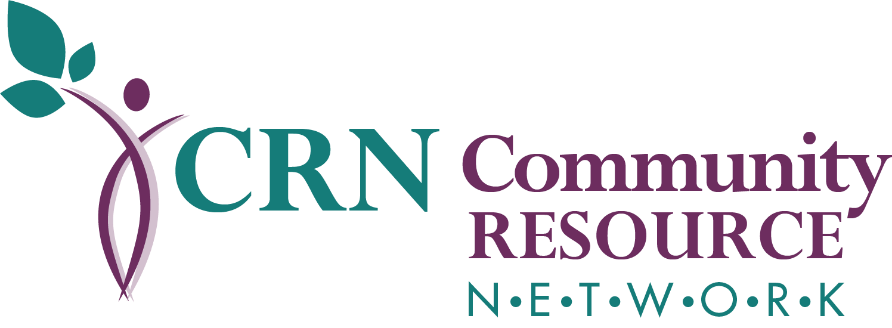 CRN Community
RESOURCE
N•E•T•W•O•R•K